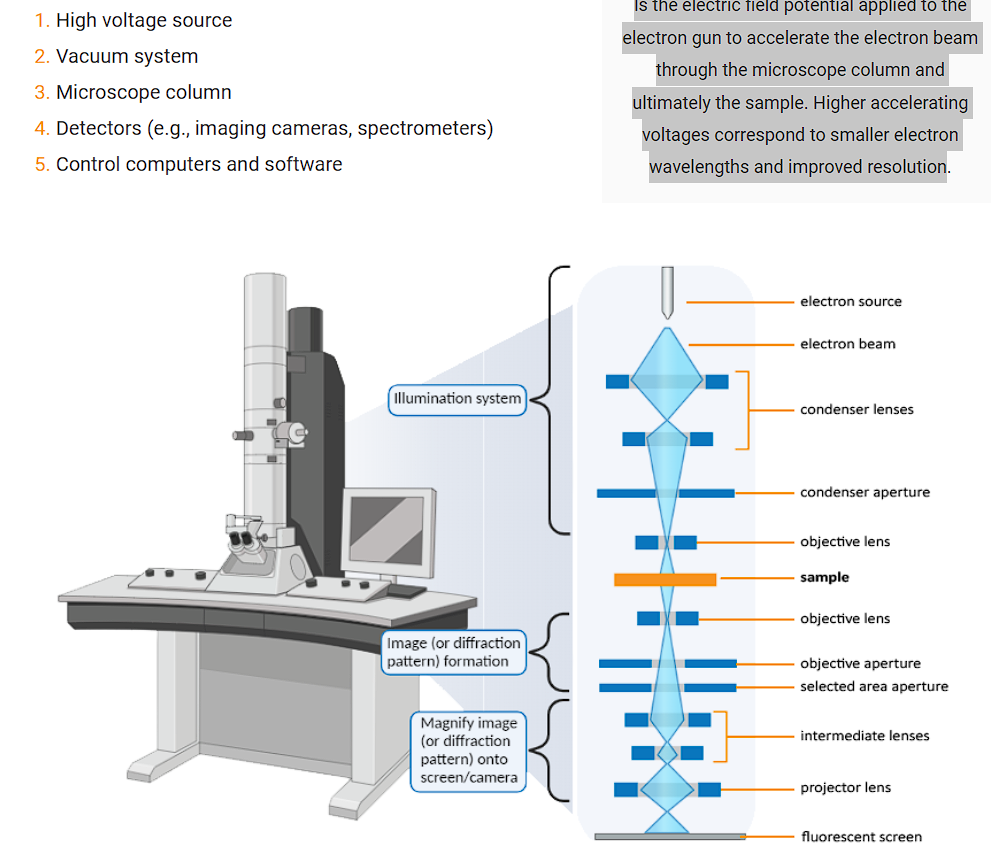 1. High voltage source
2. Vacuum system
3. Microscope column
4. Detectors (e.g., imaging cameras, spectrometers)
5. Control computers and software
Is the electric field potential applied to the
electron gun to accelerate the electron beam
through the microscope column and
ultimately the sample. Higher accelerating
voltages correspond to smaller electron
wavelengths and improved resolution.
electron source
electron beam
Illumination system
condenser lenses
condenser aperture
objective lens
sample
objective lens
Image (or diffraction
pattern) formation
objective aperture
selected area aperture
Magnify image
(or diffraction
pattern) onto
screen/camera
intermediate lenses
projector lens
fluorescent screen